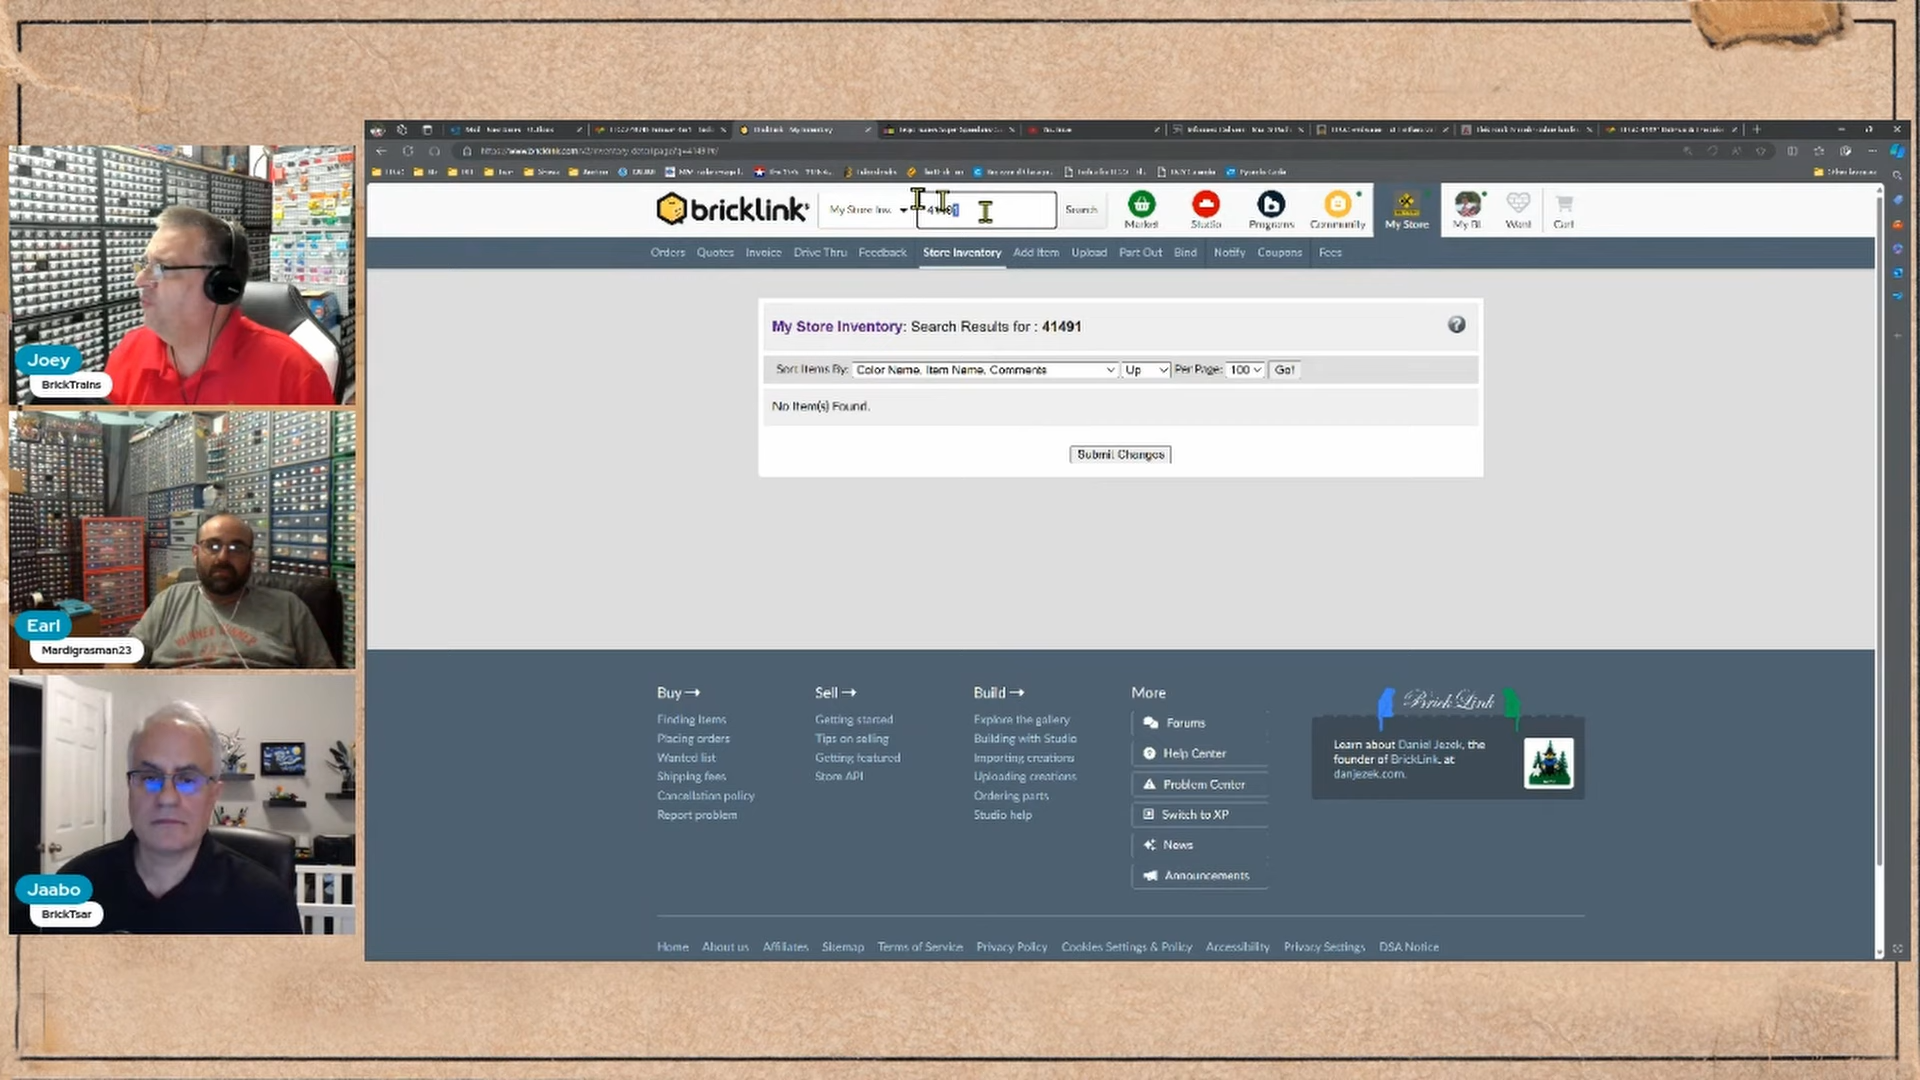 bricklink
My Store Inv.
Search
Market
Studio
Programs
Community
My Store
My Bl
Want
Cart
Orders
Quotes
Invoice
Drive Thru
Feedback
Store Inventory
Add Item
Upload
Part Out
Bind
Notify
Coupons
Fees
My Store Inventory: Search Results for : 41491
Sort Items By: Color Name, Item Name, Comments Up Per Page: 100 Go!
No Item(s) Found.
Submit Changes
Joey
BrickTrains
Earl
Mardigrasman23
Jaabo
BrickTsar
Buy →
Finding items
Placing orders
Wanted list
Shipping fees
Cancellation policy
Report problem
Sell →
Getting started
Tips on selling
Getting featured
Store API
Build →
Explore the gallery
Building with Studio
Importing creations
Uploading creations
Ordering parts
Studio help
More
Forums
Help Center
Problem Center
Switch to XP
News
Announcements
BrickLink
Learn about Daniel Jezek, the
founder of BrickLink, at
danjezek.com.
Home
About us
Affiliates
Sitemap
Terms of Service
Privacy Policy
Cookies Settings & Policy
Accessibility
Privacy Settings
DSA Notice